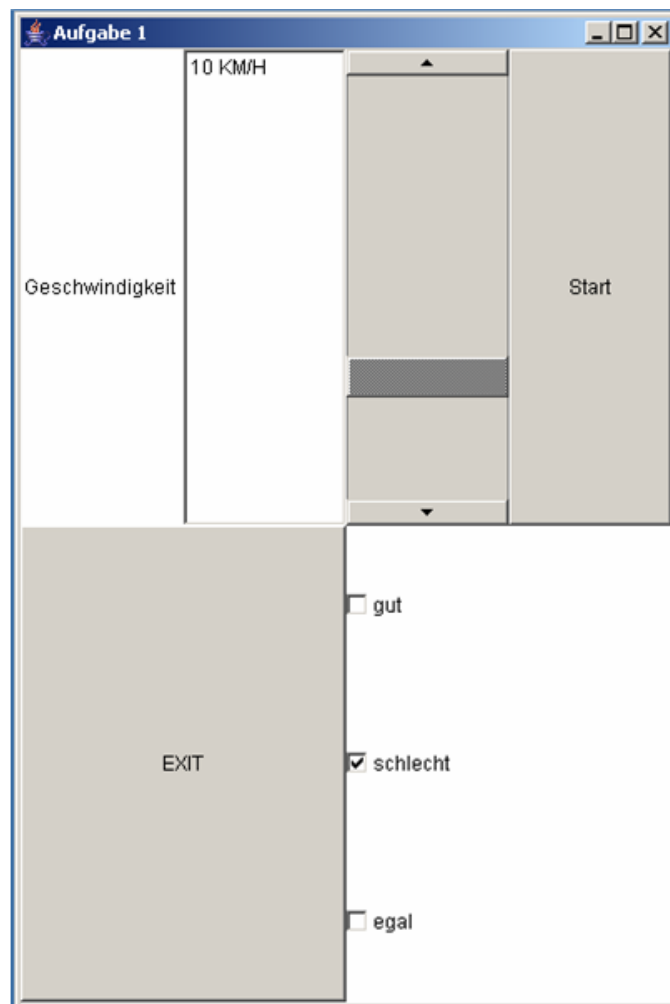 Aufgabe 1
10 KM/H
Geschwindigkeit
Start
gut
EXIT
schlecht
egal